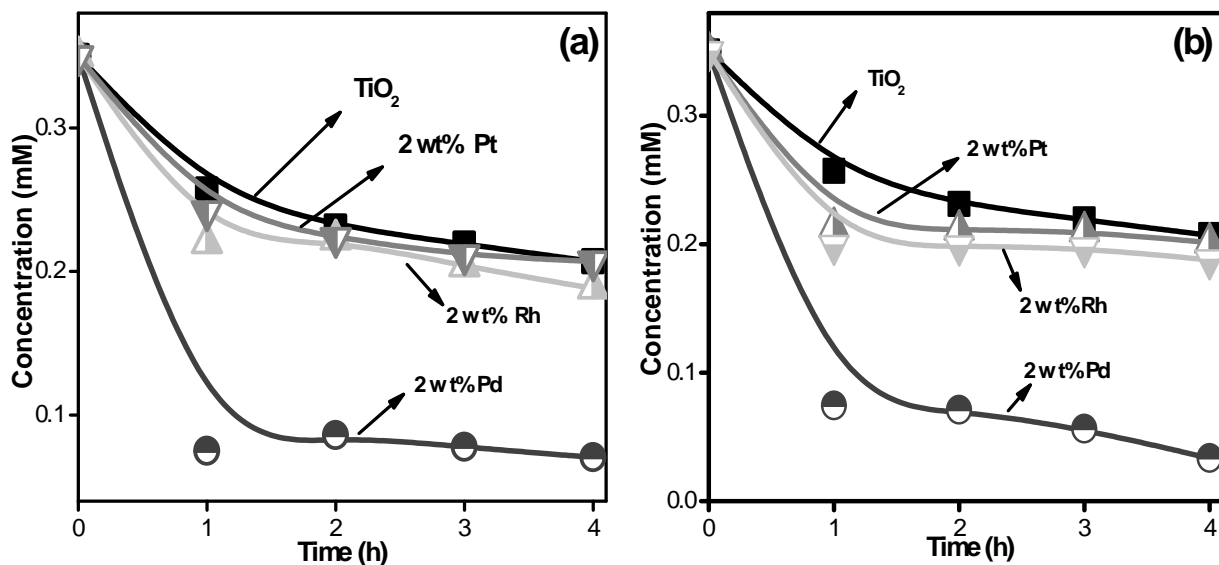 (a)
TiO2
2 wt% Pt
2 wt% Rh
2 wt%Pd
0.3
0.2
0.1
Concentration (mM)
0 1 2 3 4
Time (h)
(b)
TiO2
2 wt%Pt
2 wt%Rh
2 wt%Pd
0.3
0.2
0.1
0.0
Concentration (mM)
0 1 2 3 4
Time (h)